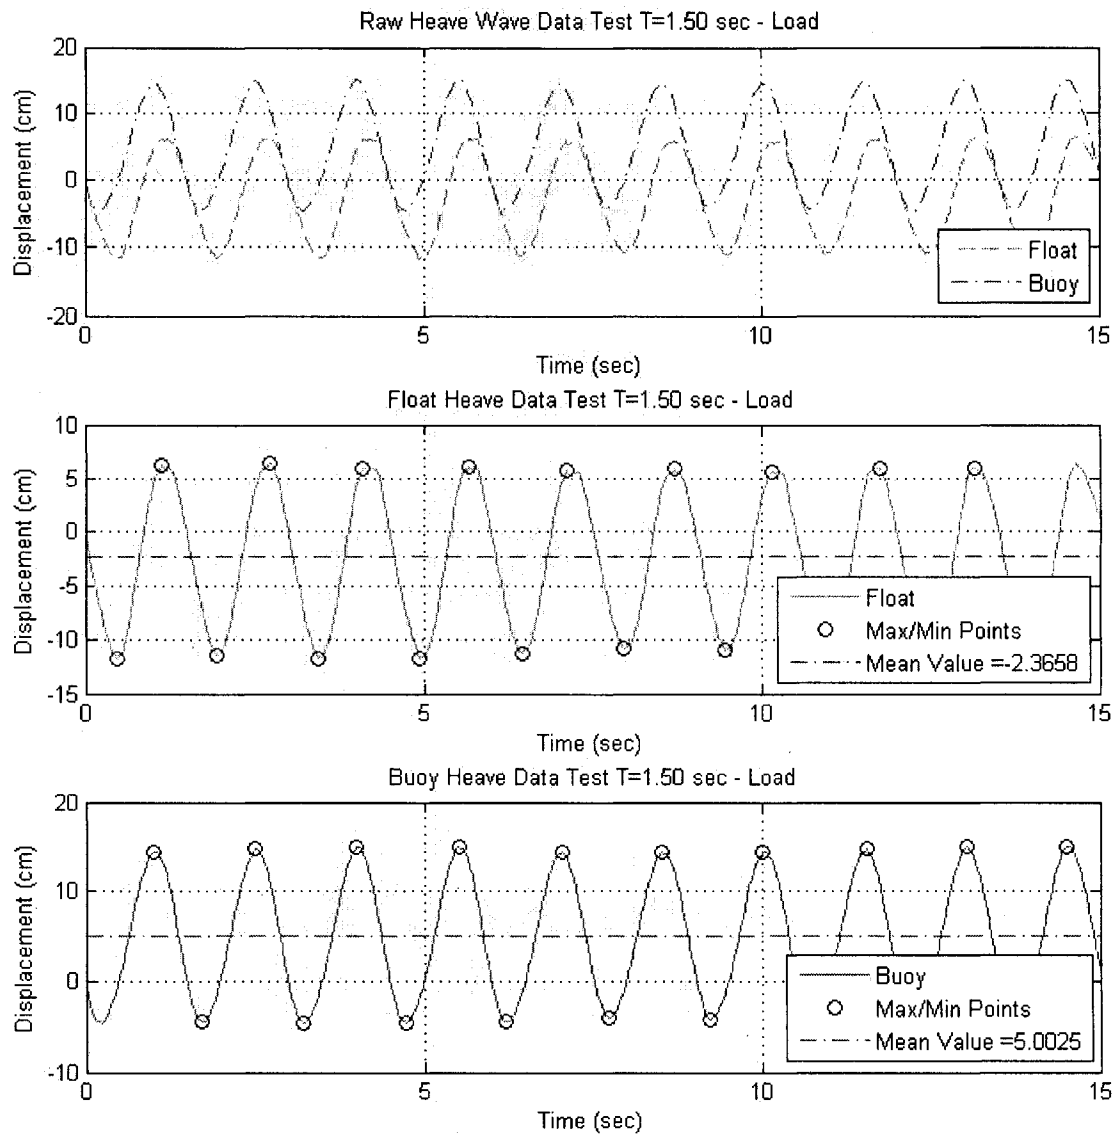 Raw Heave Wave Data Test T=1.50 sec - Load
20
10
0
-10
-20
Displacement (cm)
Float
Buoy
0 5 10 15
Time (sec)
Float Heave Data Test T=1.50 sec - Load
10
5
0
-5
-10
-15
Displacement (cm)
Float
Max/Min Points
Mean Value =-2.3658
0 5 10 15
Time (sec)
Buoy Heave Data Test T=1.50 sec - Load
20
10
0
-10
Displacement (cm)
Buoy
Max/Min Points
Mean Value =5.0025
0 5 10 15
Time (sec)